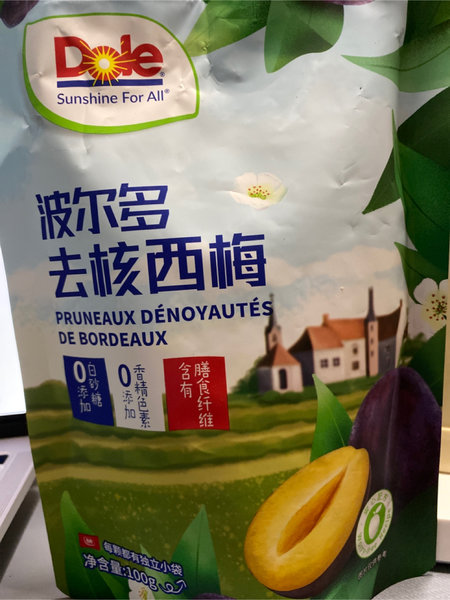 Dole
Sunshine For All®
波尔多
去核西梅
PRUNEAUX DÉNOYAUTÉS
DE BORDEAUX
0添加
白砂糖
0添加
香精色素
含有
膳食纤维
每颗都有独立小袋
净含量:100g